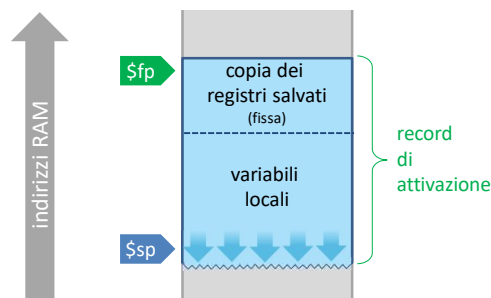 $fp
copia dei
registri salvati
(fissa)
variabili
locali
$sp
record
di
attivazione
indirizzi RAM